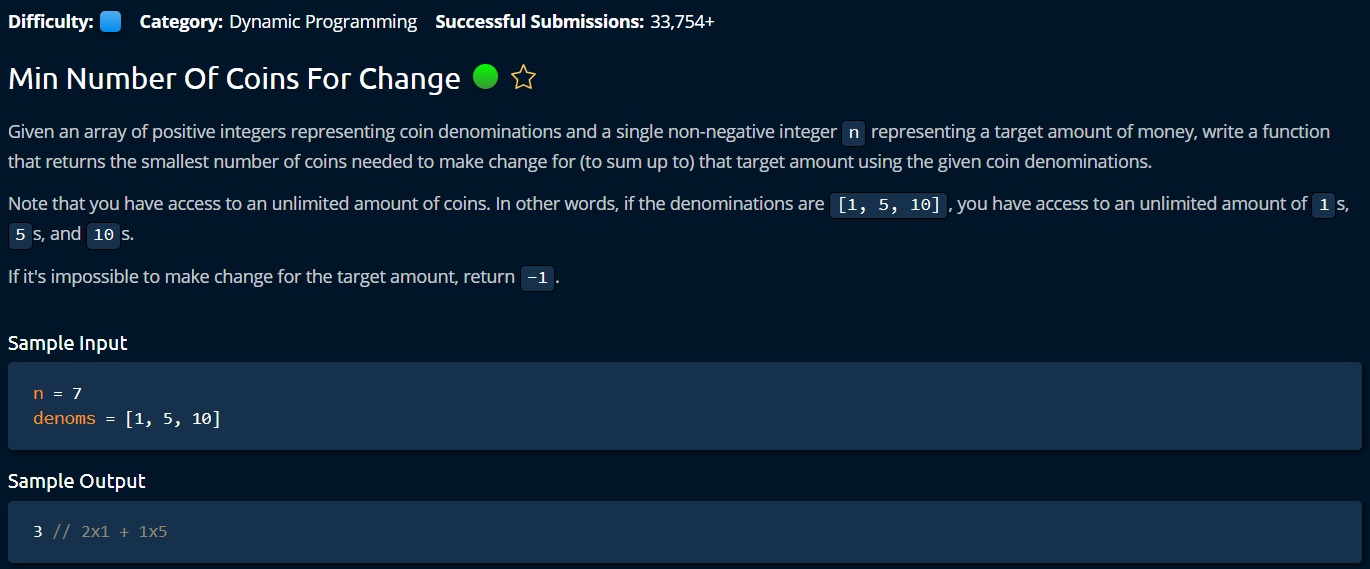 Difficulty: Category: Dynamic Programming Successful Submissions: 33,754+
Min Number Of Coins For Change
Given an array of positive integers representing coin denominations and a single non-negative integer n representing a target amount of money, write a function
that returns the smallest number of coins needed to make change for (to sum up to) that target amount using the given coin denominations.
Note that you have access to an unlimited amount of coins. In other words, if the denominations are [1, 5, 10], you have access to an unlimited amount of 1s,
5s, and 10s.
If it's impossible to make change for the target amount, return -1.
Sample Input
n = 7
denoms = [1, 5, 10]
Sample Output
3 // 2x1 + 1x5